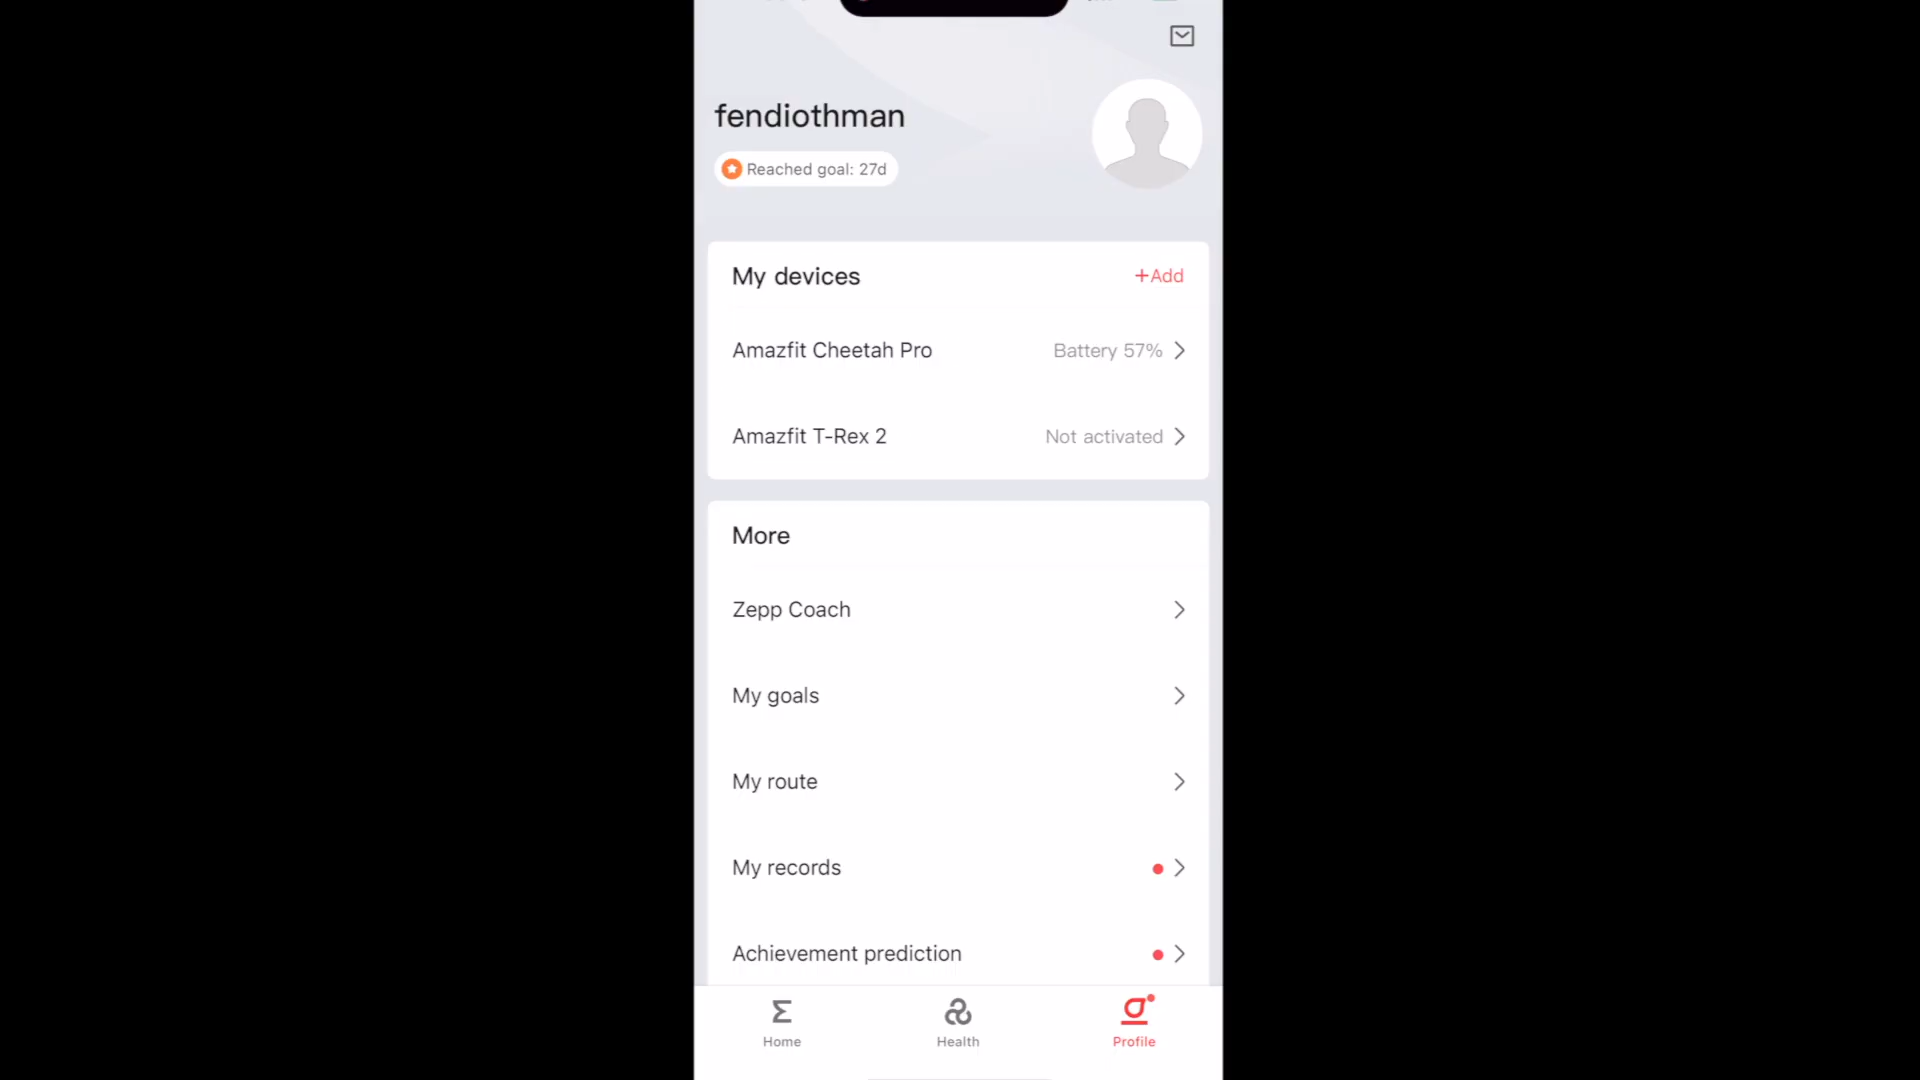 fendiothman
Reached goal: 27d
My devices
+Add
Amazfit Cheetah Pro
Battery 57%
Amazfit T-Rex 2
Not activated
More
Zepp Coach
My goals
My route
My records
Achievement prediction
Home
Health
Profile